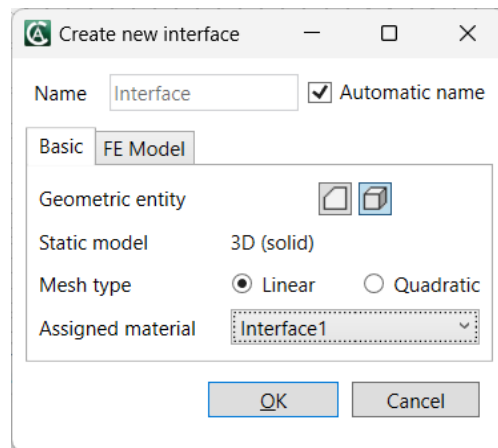 Create new interface
Name Interface Automatic name
Basic FE Model
Geometric entity
Static model 3D (solid)
Mesh type Linear Quadratic
Assigned material Interface1
OK Cancel